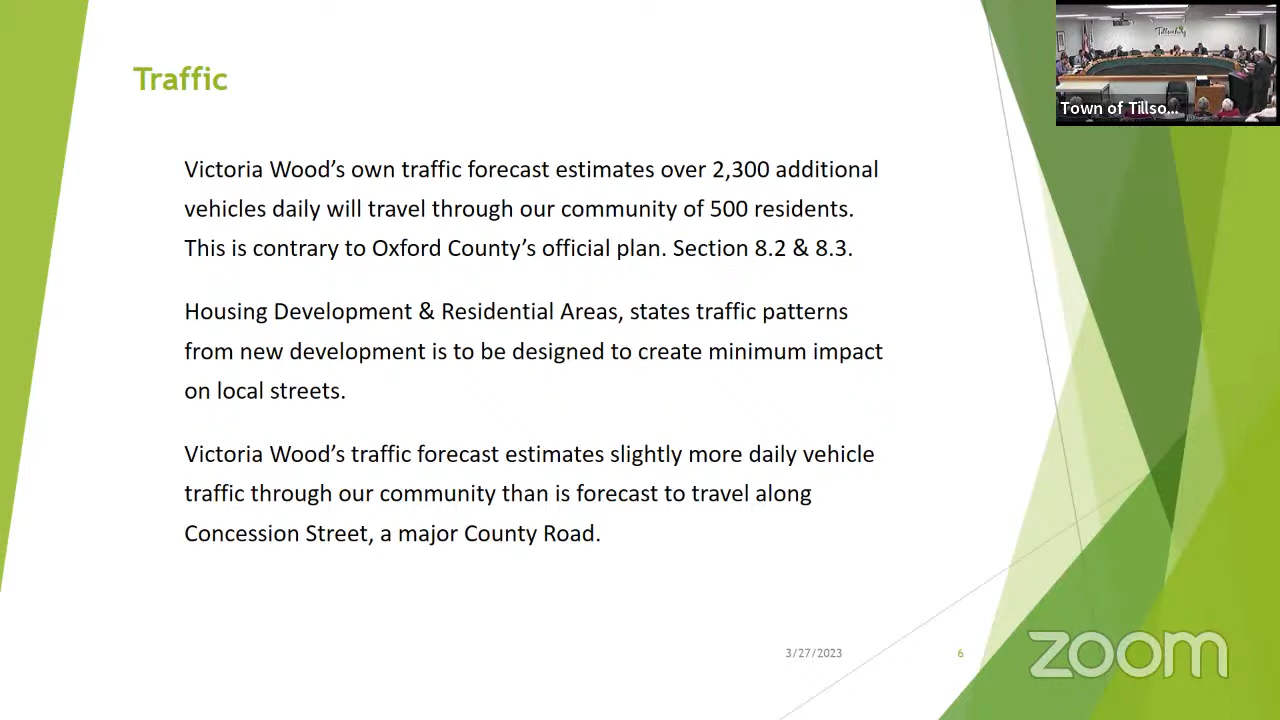 Traffic
Tillsonburg
Town of Tillso...
Victoria Wood’s own traffic forecast estimates over 2,300 additional
vehicles daily will travel through our community of 500 residents.
This is contrary to Oxford County’s official plan. Section 8.2 & 8.3.
Housing Development & Residential Areas, states traffic patterns
from new development is to be designed to create minimum impact
on local streets.
Victoria Wood’s traffic forecast estimates slightly more daily vehicle
traffic through our community than is forecast to travel along
Concession Street, a major County Road.
3/27/2023
6
zoom